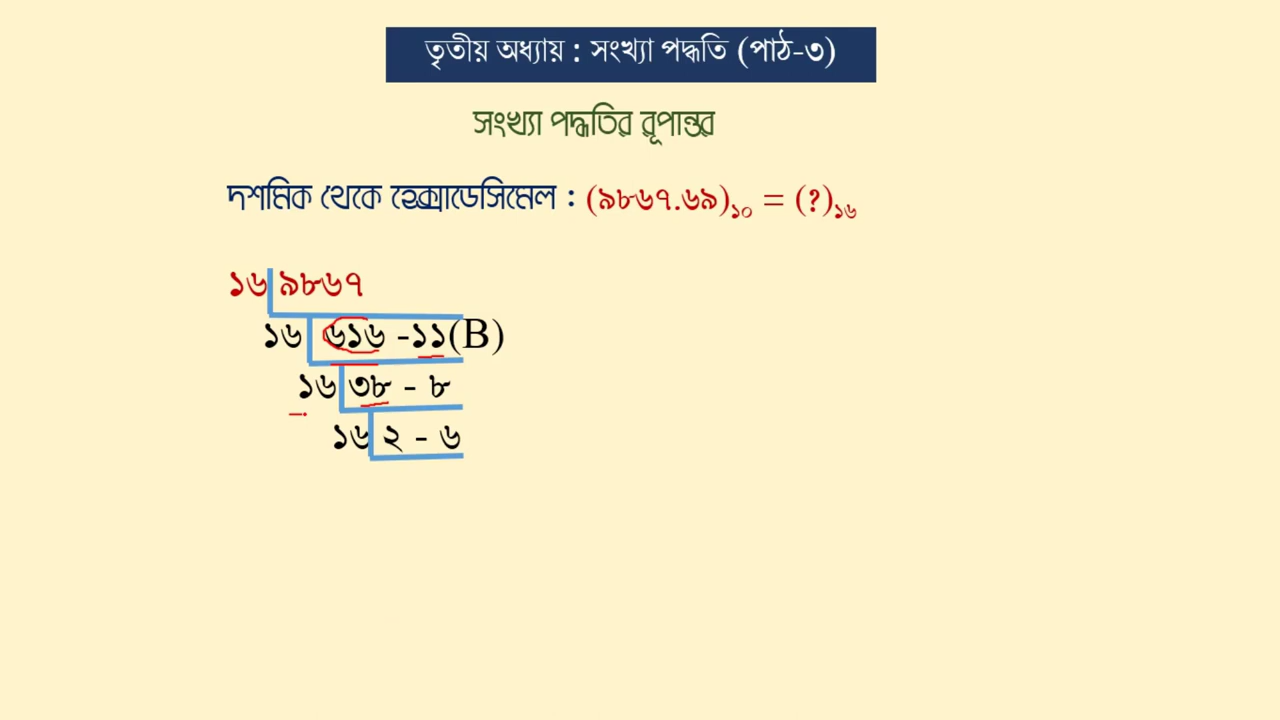 তৃতীয় অধ্যায় : সংখ্যা পদ্ধতি (পাঠ-৩)
সংখ্যা পদ্ধতির রূপান্তর
দশমিক থেকে হেক্সাডেসিমেল : (৯৮৬৭.৬৯)১০ = (?)১৬
১৬ ৯৮৬৭
১৬ ৬১৬ -১১(B)
১৬ ৩৮ - ৮
১৬ ২ - ৬